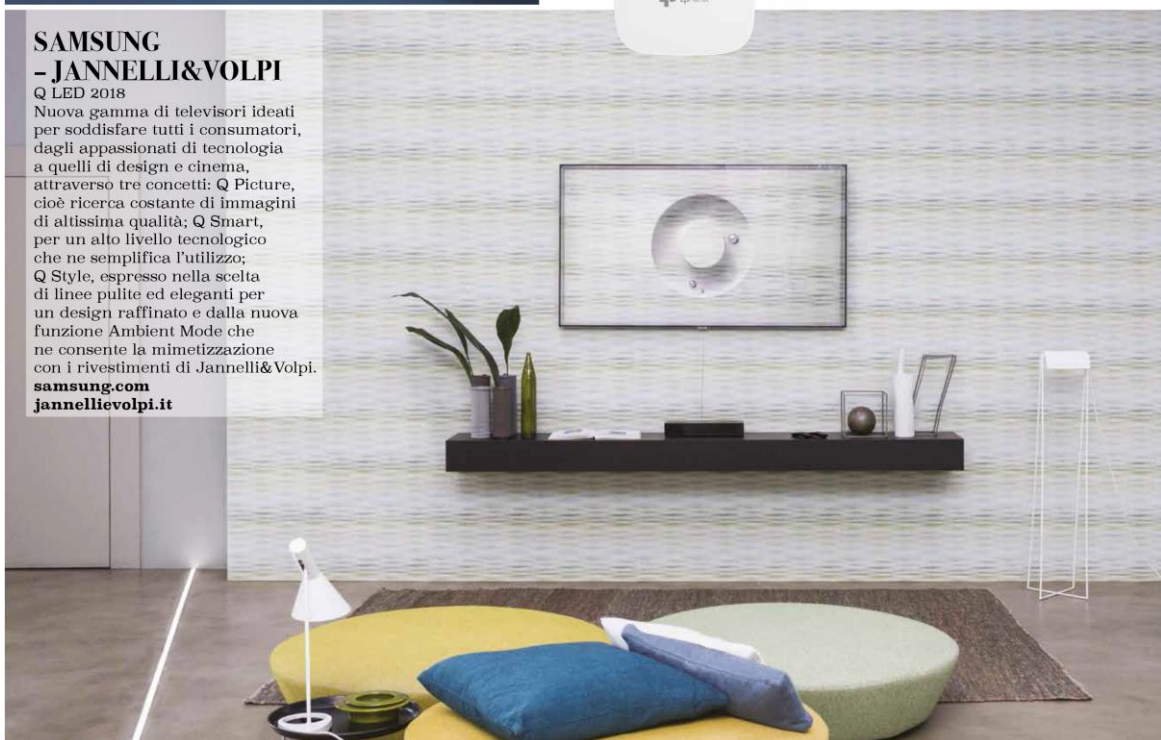 SAMSUNG
– JANNELLI&VOLPI
Q LED 2018
Nuova gamma di televisori ideati
per soddisfare tutti i consumatori,
dagli appassionati di tecnologia
a quelli di design e cinema,
attraverso tre concetti: Q Picture,
cioè ricerca costante di immagini
di altissima qualità; Q Smart,
per un alto livello tecnologico
che ne semplifica l'utilizzo;
Q Style, espresso nella scelta
di linee pulite ed eleganti per
un design raffinato e dalla nuova
funzione Ambient Mode che
ne consente la mimetizzazione
con i rivestimenti di Jannelli&Volpi.
samsung.com
jannellievolpi.it